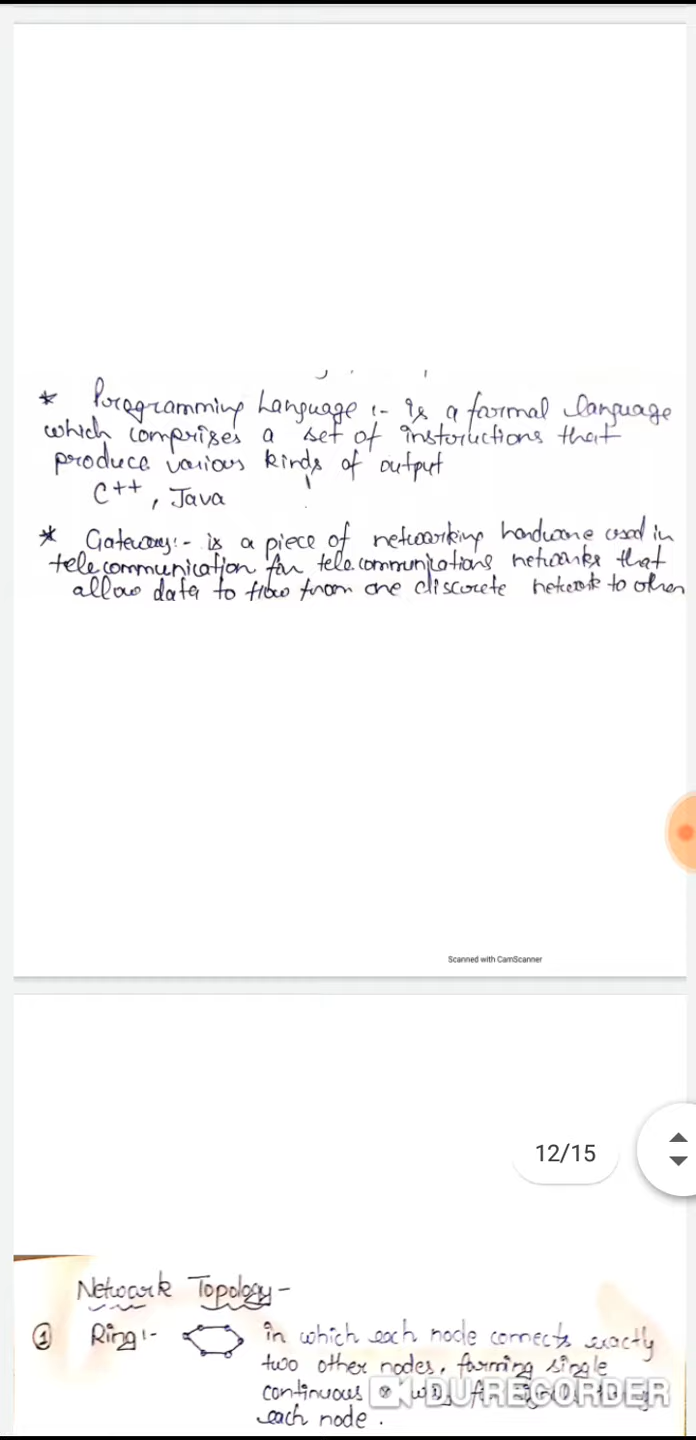 * Programming Language :- is a formal language
which comprises a set of instructions that
produce various kinds of output
C++, Java
* Gateway:- is a piece of networking hardware used in
telecommunication for telecommunications networks that
allow data to flow from one discrete network to other
Scanned with CamScanner
12/15
Network Topology -
① Ring :- in which each node connects exactly
two other nodes, forming single
continuous
DU RECORDER
each node.